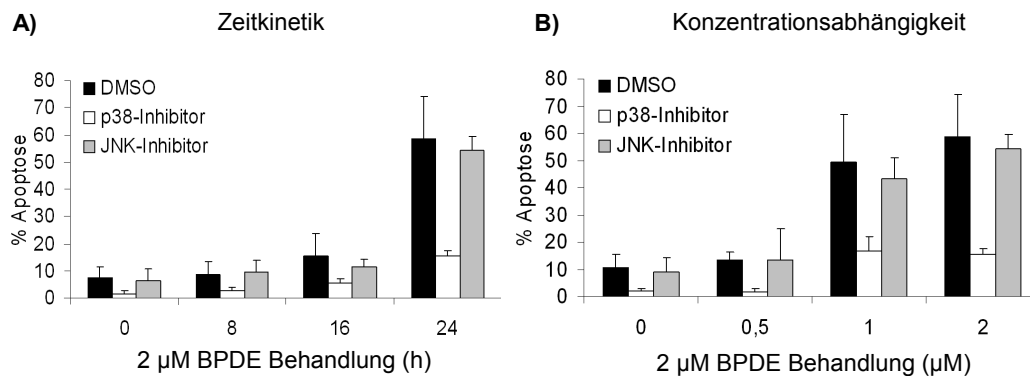 A) Zeitkinetik
% Apoptose
80
70
60
50
40
30
20
10
0
DMSO
p38-Inhibitor
JNK-Inhibitor
0 8 16 24
2 µM BPDE Behandlung (h)
B) Konzentrationsabhängigkeit
% Apoptose
80
70
60
50
40
30
20
10
0
DMSO
p38-Inhibitor
JNK-Inhibitor
0 0,5 1 2
2 µM BPDE Behandlung (µM)